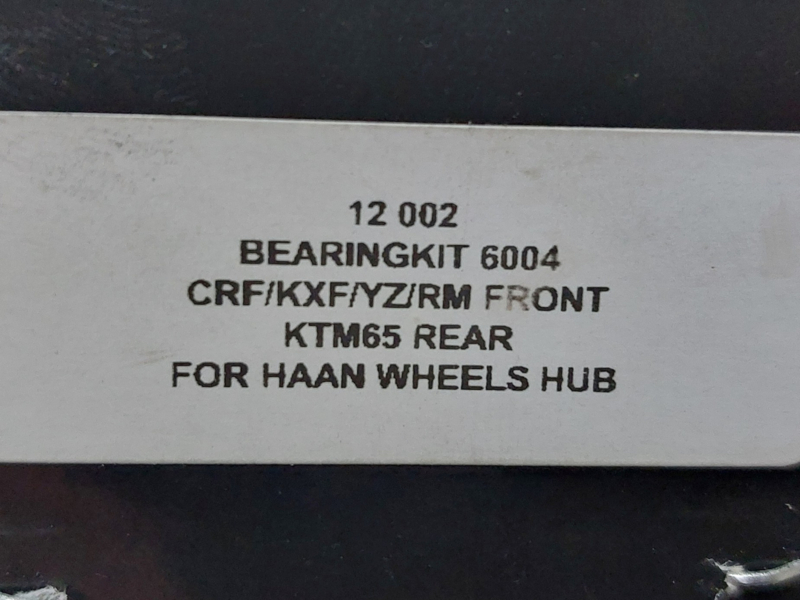 12 002
BEARINGKIT 6004
CRF/KXF/YZ/RM FRONT
KTM65 REAR
FOR HAAN WHEELS HUB